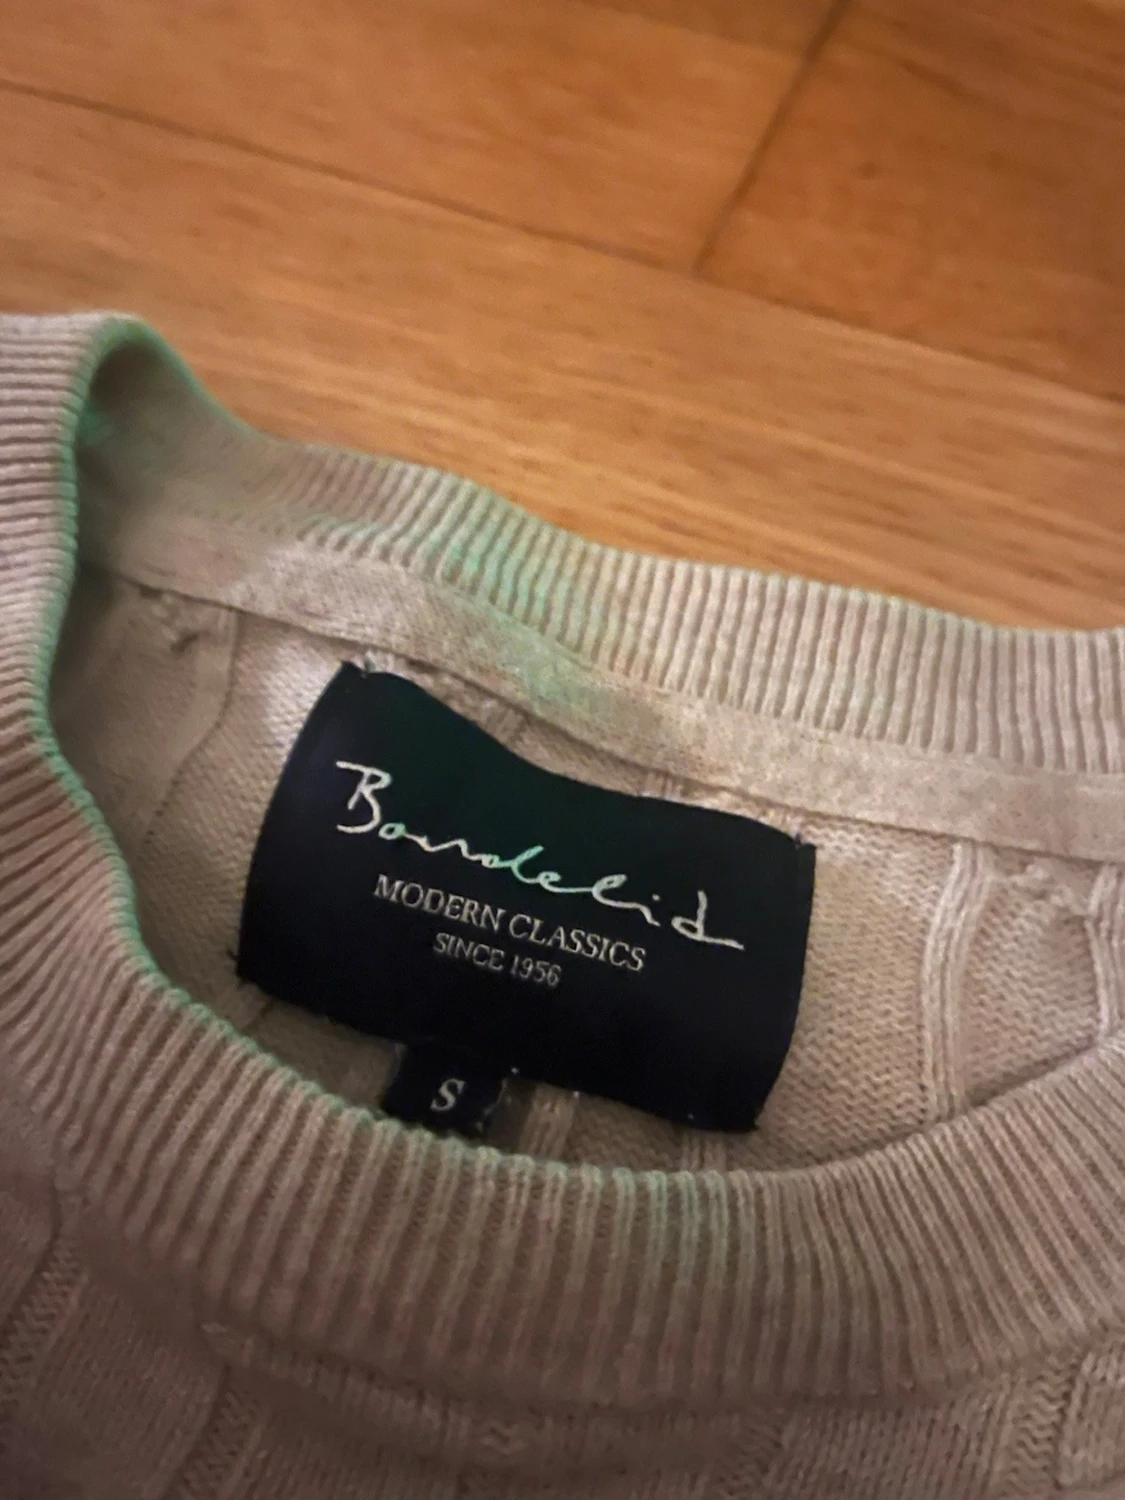 Bondelid
MODERN CLASSICS
SINCE 1956
S